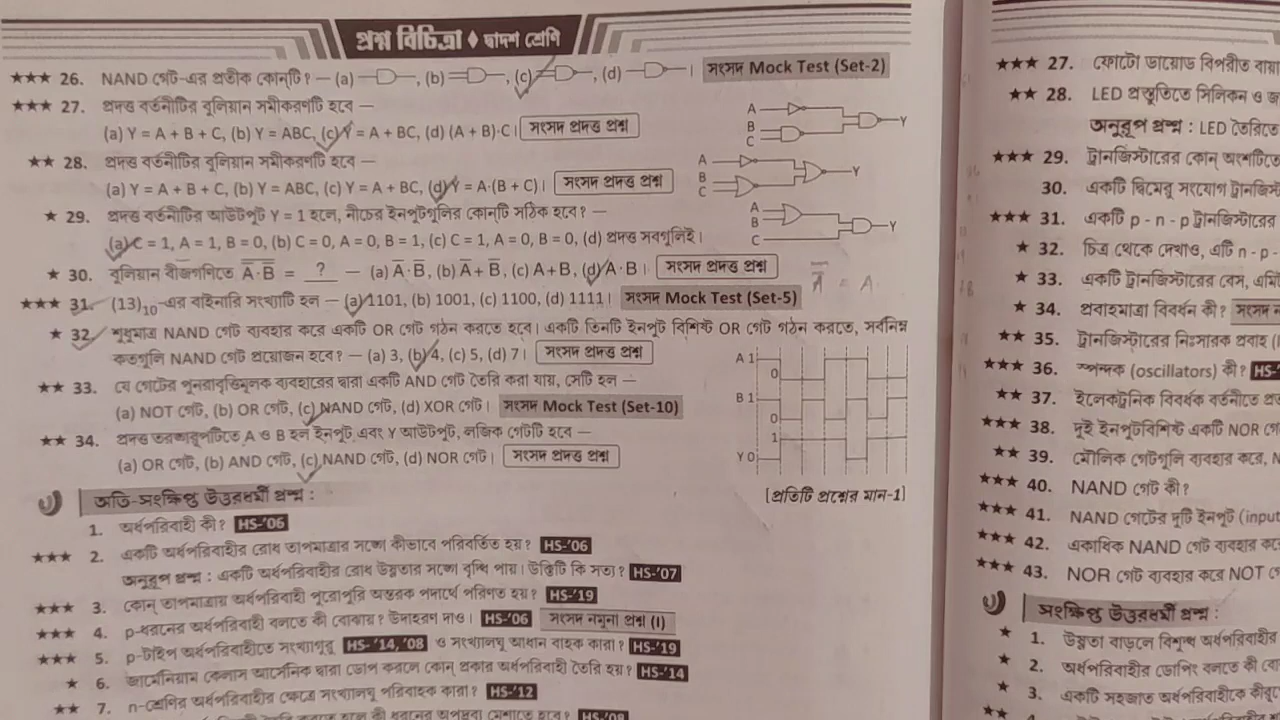 প্রশ্ন বিচিত্রা ♦ দ্বাদশ শ্রেণি
★★★ 26. NAND গেট-এর প্রতীক কোন্‌টি? — (a) , (b) , (c) , (d) । সংসদ Mock Test (Set-2)
★★★ 27. প্রদত্ত বর্তনীটির বুলিয়ান সমীকরণটি হবে —
(a) Y = A + B + C, (b) Y = ABC, (c) Y = A + BC, (d) (A + B)·C। সংসদ প্রদত্ত প্রশ্ন
A
B
C
Y
★★ 28. প্রদত্ত বর্তনীটির বুলিয়ান সমীকরণটি হবে —
(a) Y = A + B + C, (b) Y = ABC, (c) Y = A + BC, (d) Y = A·(B + C)। সংসদ প্রদত্ত প্রশ্ন
A
B
C
Y
★ 29. প্রদত্ত বর্তনীটির আউটপুট Y = 1 হলে, নীচের ইনপুটগুলির কোন্‌টি সঠিক হবে? —
(a) C = 1, A = 1, B = 0, (b) C = 0, A = 0, B = 1, (c) C = 1, A = 0, B = 0, (d) প্রদত্ত সবগুলিই।
A
B
C
Y
★ 30. বুলিয়ান বীজগণিতে A̅·B̅ = ? — (a) A̅·B̅, (b) A̅ + B̅, (c) A+B, (d) A·B। সংসদ প্রদত্ত প্রশ্ন
A̿ = A
★★★ 31. (13)₁₀-এর বাইনারি সংখ্যাটি হল — (a) 1101, (b) 1001, (c) 1100, (d) 1111। সংসদ Mock Test (Set-5)
★ 32. শুধুমাত্র NAND গেট ব্যবহার করে একটি OR গেট গঠন করতে হবে। একটি তিনটি ইনপুট বিশিষ্ট OR গেট গঠন করতে, সর্বনিম্ন
কতগুলি NAND গেট প্রয়োজন হবে? — (a) 3, (b) 4, (c) 5, (d) 7। সংসদ প্রদত্ত প্রশ্ন
★★ 33. যে গেটের পুনরাবৃত্তিমূলক ব্যবহারের দ্বারা একটি AND গেট তৈরি করা যায়, সেটি হল —
(a) NOT গেট, (b) OR গেট, (c) NAND গেট, (d) XOR গেট। সংসদ Mock Test (Set-10)
★★ 34. প্রদত্ত তরঙ্গরূপটিতে A ও B হল ইনপুট এবং Y আউটপুট, লজিক গেটটি হবে —
(a) OR গেট, (b) AND গেট, (c) NAND গেট, (d) NOR গেট। সংসদ প্রদত্ত প্রশ্ন
A 1
0
B 1
0
1
Y 0
অতি-সংক্ষিপ্ত উত্তরধর্মী প্রশ্ন :
[প্রতিটি প্রশ্নের মান-1]
1. অর্ধপরিবাহী কী? HS-'06
★★★ 2. একটি অর্ধপরিবাহীর রোধ তাপমাত্রার সঙ্গে কীভাবে পরিবর্তিত হয়? HS-'06
অনুরূপ প্রশ্ন : একটি অর্ধপরিবাহীর রোধ উষ্ণতার সঙ্গে বৃদ্ধি পায়। উক্তিটি কি সত্য? HS-'07
★★★ 3. কোন্ তাপমাত্রায় অর্ধপরিবাহী পুরোপুরি অন্তরক পদার্থে পরিণত হয়? HS-'19
★★★ 4. p-ধরনের অর্ধপরিবাহী বলতে কী বোঝায়? উদাহরণ দাও। HS-'06 সংসদ নমুনা প্রশ্ন (I)
★★★ 5. p-টাইপ অর্ধপরিবাহীতে সংখ্যাগুরু HS- '14, '08 ও সংখ্যালঘু আধান বাহক কারা? HS-'19
★ 6. জার্মেনিয়াম কেলাস আর্সেনিক দ্বারা ডোপ করলে কোন্ প্রকার অর্ধপরিবাহী তৈরি হয়? HS-'14
★★ 7. n-শ্রেণির অর্ধপরিবাহীর ক্ষেত্রে সংখ্যালঘু পরিবাহক কারা? HS-'12
HS-'08
★★★ 27. ফোটো ডায়োড বিপরীত বায়া
★★ 28. LED প্রস্তুতিতে সিলিকন ও জ
অনুরূপ প্রশ্ন : LED তৈরিতে
★★★ 29. ট্রানজিস্টারের কোন্ অংশটিতে
30. একটি দ্বিমেরু সংযোগ ট্রানজিস্ট
★★★ 31. একটি p - n - p ট্রানজিস্টারের
★ 32. চিত্র থেকে দেখাও, এটি n - p -
★ 33. একটি ট্রানজিস্টারের বেস, এমি
★ 34. প্রবাহমাত্রা বিবর্ধন কী? সংসদ ন
★★ 35. ট্রানজিস্টারের নিঃসারক প্রবাহ (I
★★★ 36. স্পন্দক (oscillators) কী? HS-'
★★ 37. ইলেকট্রনিক বিবর্ধক বর্তনীতে প্র
★★★ 38. দুই ইনপুটবিশিষ্ট একটি NOR গে
★★ 39. মৌলিক গেটগুলি ব্যবহার করে, N
★★★ 40. NAND গেট কী?
★★★ 41. NAND গেটের দুটি ইনপুট (input
★★★ 42. একাধিক NAND গেট ব্যবহার কর
★★★ 43. NOR গেট ব্যবহার করে NOT গে
সংক্ষিপ্ত উত্তরধর্মী প্রশ্ন :
★ 1. উষ্ণতা বাড়লে বিশুদ্ধ অর্ধপরিবাহীর
★ 2. অর্ধপরিবাহীর ডোপিং বলতে কী বো
★ 3. একটি সহজাত অর্ধপরিবাহীকে কীভ